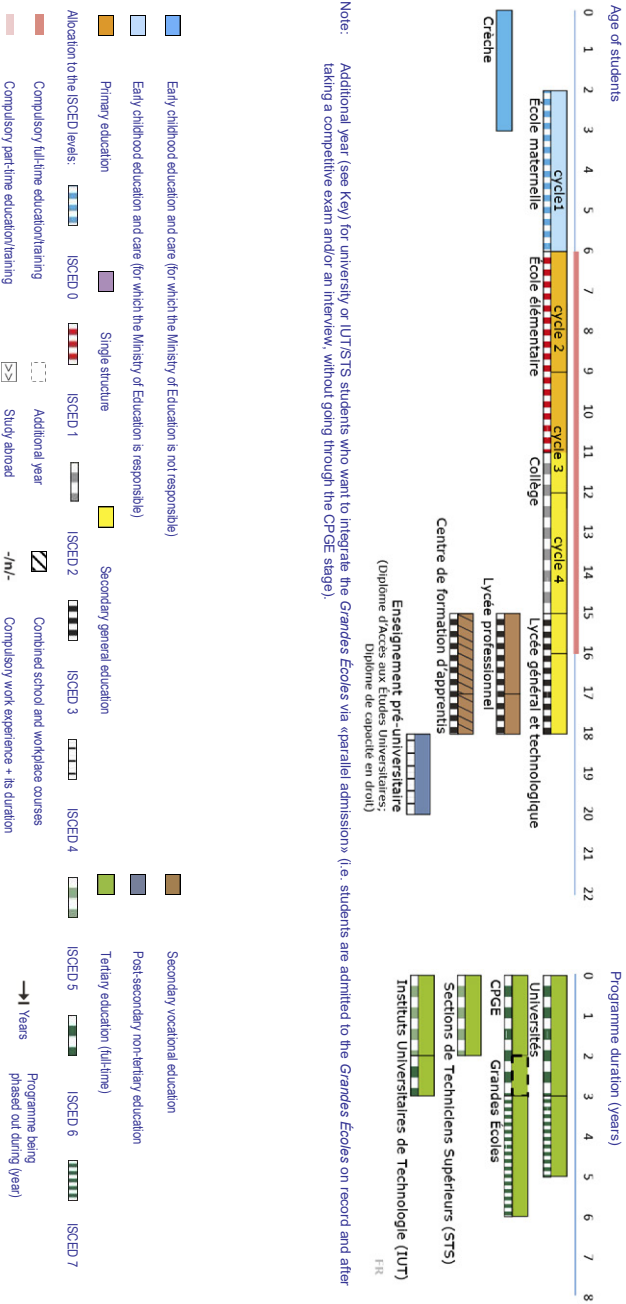 Age of students
Programme duration (years)
0 1 2 3 4 5 6 7 8 9 10 11 12 13 14 15 16 17 18 19 20 21 22
0 1 2 3 4 5 6 7 8
cycle1
cycle 2
cycle 3
cycle 4
École maternelle
École élémentaire
Collège
Lycée général et technologique
Crèche
Lycée professionnel
Centre de formation d'apprentis
Enseignement pré-universitaire
(Diplôme d'Accès aux Études Universitaires;
Diplôme de capacité en droit)
Universités
CPGE
Grandes Écoles
Sections de Techniciens Supérieurs (STS)
Instituts Universitaires de Technologie (IUT)
FR
Note: Additional year (see Key) for university or IUT/STS students who want to integrate the Grandes Écoles via «parallel admission» (i.e. students are admitted to the Grandes Écoles on record and after
taking a competitive exam and/or an interview, without going through the CPGE stage).
Early childhood education and care (for which the Ministry of Education is not responsible)
Secondary vocational education
Early childhood education and care (for which the Ministry of Education is responsible)
Post-secondary non-tertiary education
Primary education
Single structure
Secondary general education
Tertiary education (full-time)
Allocation to the ISCED levels:
ISCED 0
ISCED 1
ISCED 2
ISCED 3
ISCED 4
ISCED 5
ISCED 6
ISCED 7
Compulsory full-time education/training
Additional year
Combined school and workplace courses
Years
Programme being
phased out during (year)
Compulsory part-time education/training
>>
Study abroad
-/n/-
Compulsory work experience + its duration